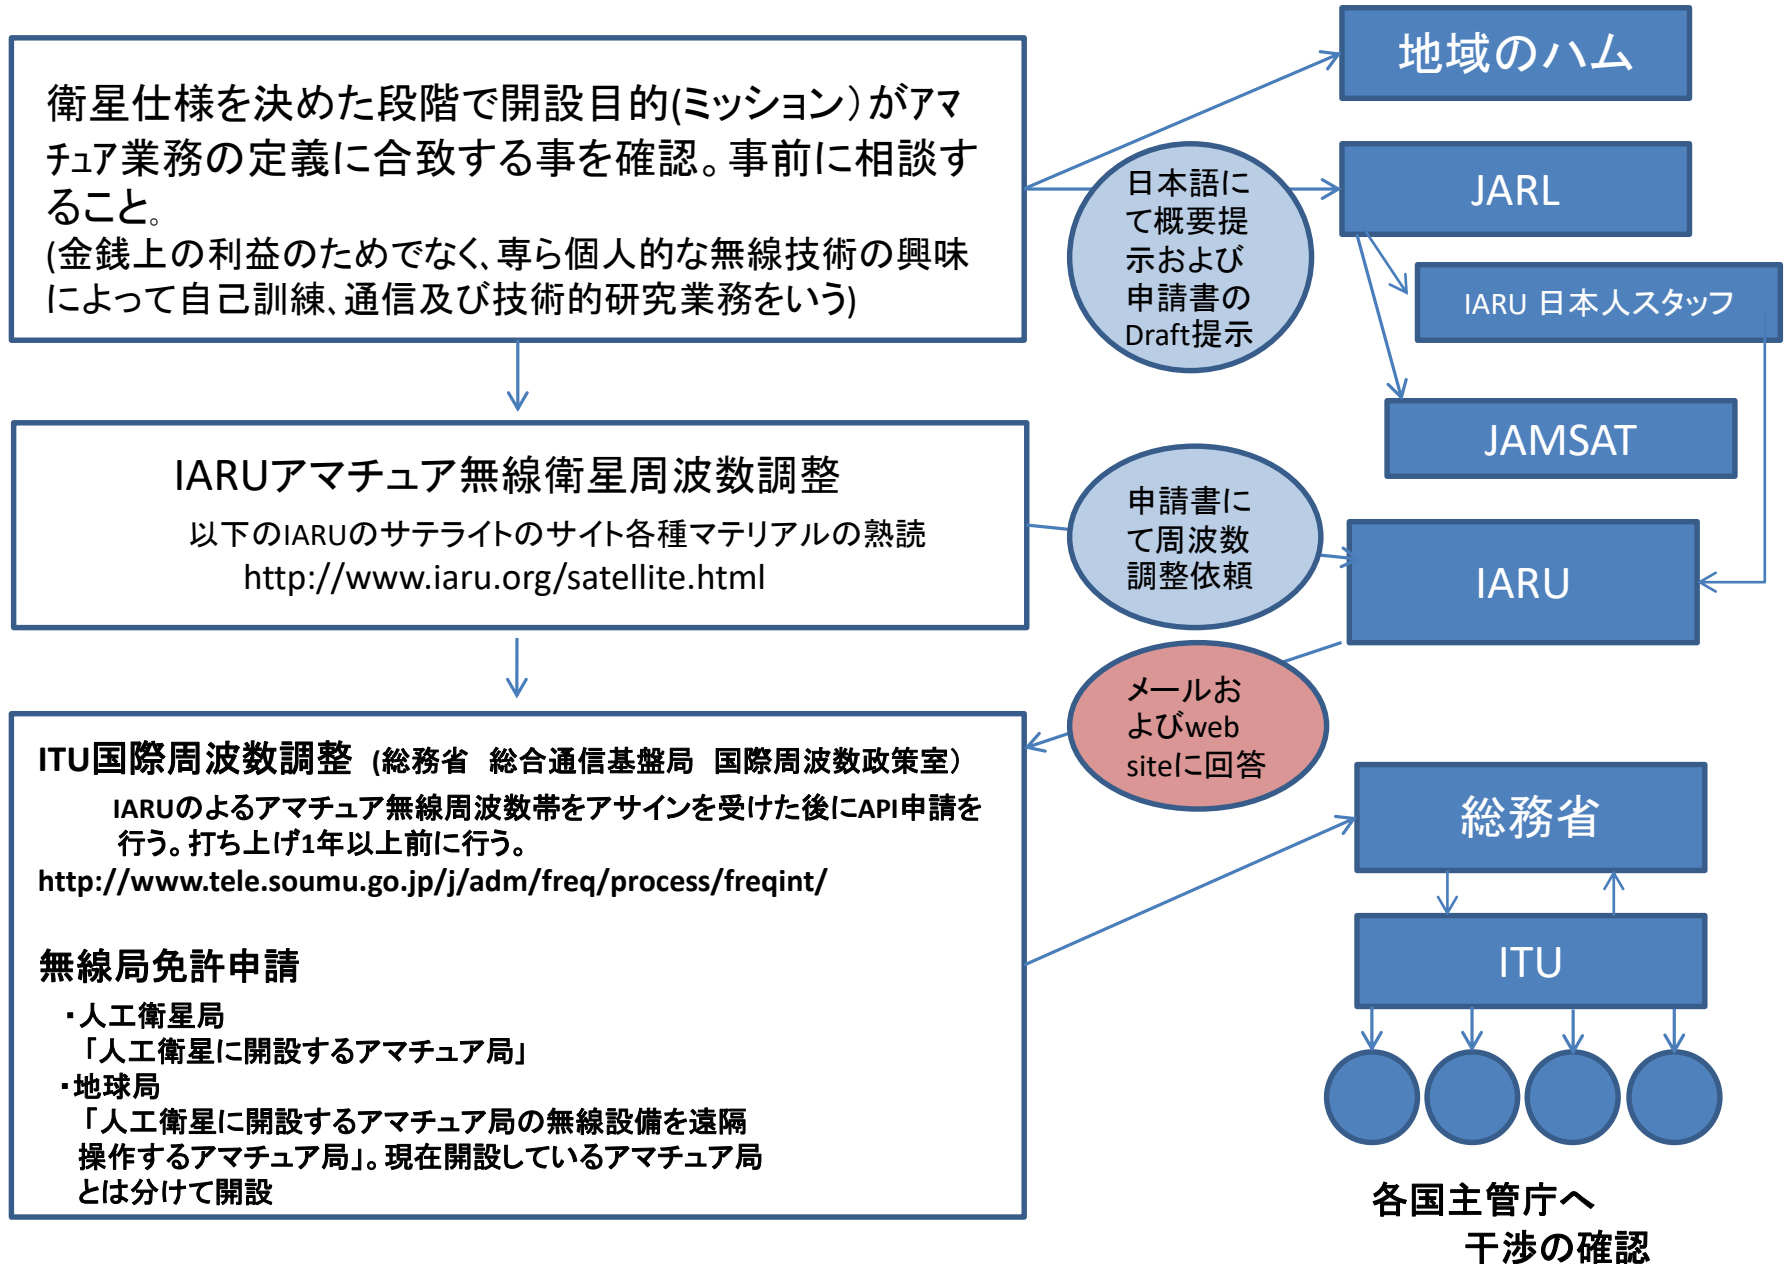 衛星仕様を決めた段階で開設目的(ミッション)がアマ
チュア業務の定義に合致する事を確認。事前に相談す
ること。
(金銭上の利益のためでなく、専ら個人的な無線技術の興味
によって自己訓練、通信及び技術的研究業務をいう)
日本語に
て概要提
示および
申請書の
Draft提示
地域のハム
JARL
IARU 日本人スタッフ
JAMSAT
IARUアマチュア無線衛星周波数調整
以下のIARUのサテライトのサイト各種マテリアルの熟読
http://www.iaru.org/satellite.html
申請書に
て周波数
調整依頼
IARU
メールお
よびweb
siteに回答
ITU国際周波数調整 (総務省 総合通信基盤局 国際周波数政策室)
IARUのよるアマチュア無線周波数帯をアサインを受けた後にAPI申請を
行う。打ち上げ1年以上前に行う。
http://www.tele.soumu.go.jp/j/adm/freq/process/freqint/
無線局免許申請
・人工衛星局
「人工衛星に開設するアマチュア局」
・地球局
「人工衛星に開設するアマチュア局の無線設備を遠隔
操作するアマチュア局」。現在開設しているアマチュア局
とは分けて開設
総務省
ITU
各国主管庁へ
干渉の確認